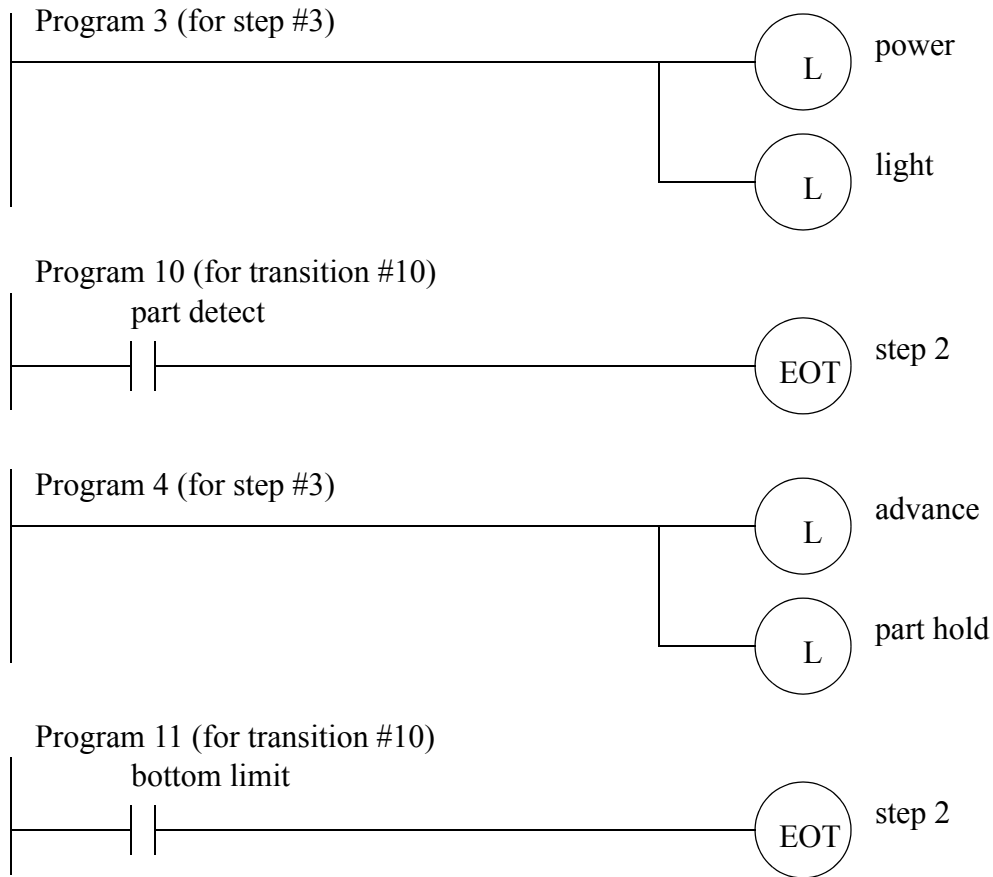 Program 3 (for step #3)
L
power
L
light
Program 10 (for transition #10)
part detect
EOT
step 2
Program 4 (for step #3)
L
advance
L
part hold
Program 11 (for transition #10)
bottom limit
EOT
step 2